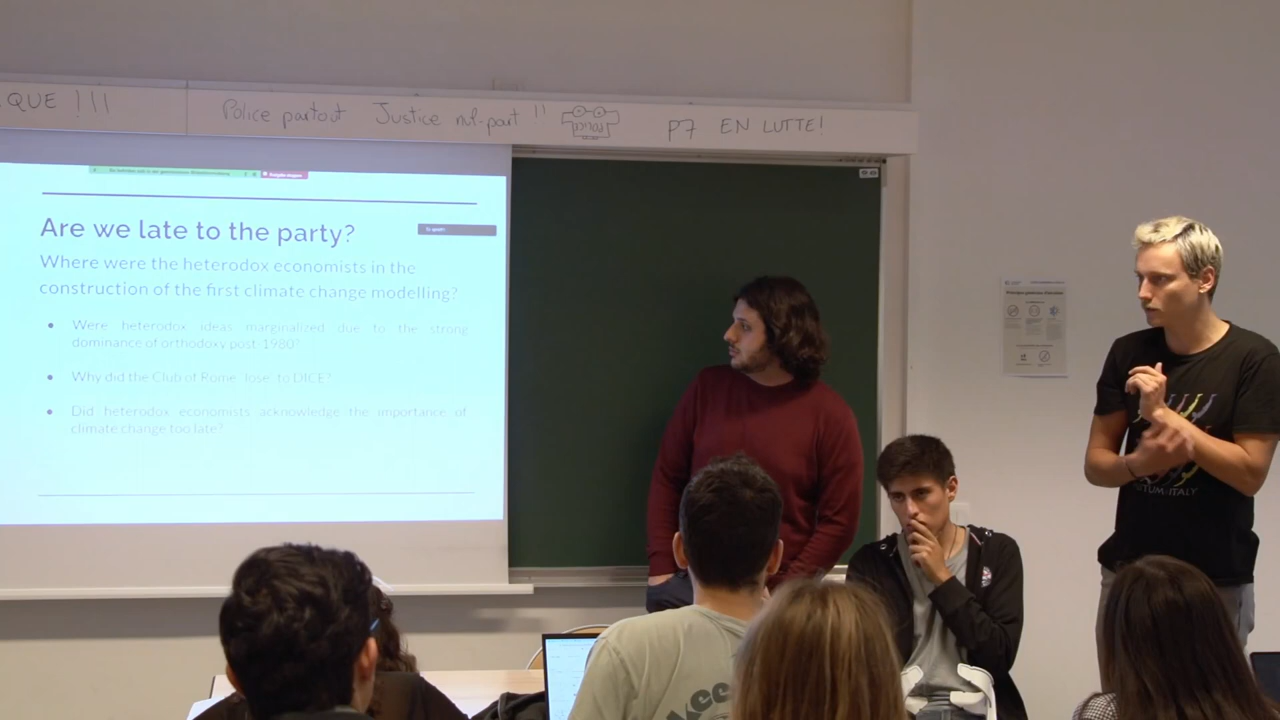 QUE !!!
Police partout Justice nul-part !!
POLICE
P7 EN LUTTE!
Are we late to the party?
Where were the heterodox economists in the
construction of the first climate change modelling?
• Were heterodox ideas marginalized due to the strong
dominance of orthodoxy post 1980?
• Why did the Club of Rome 'lose' to DICE?
• Did heterodox economists acknowledge the importance of
climate change too late?
ITALY
kee